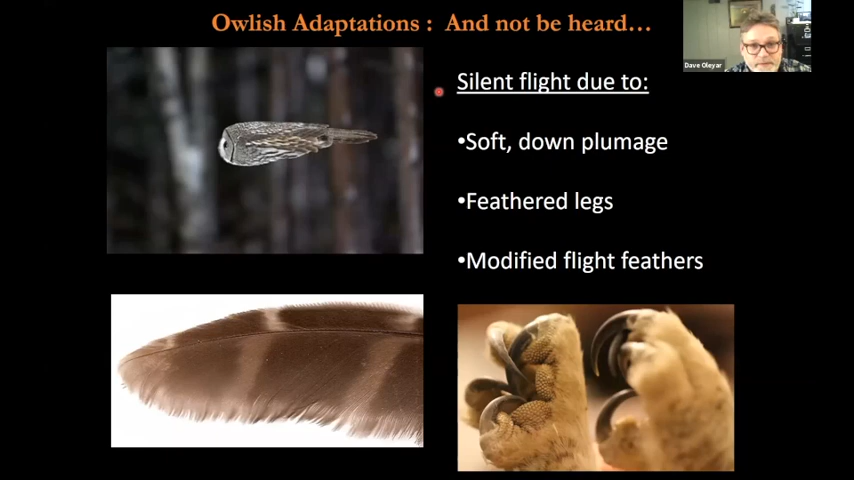 Owlish Adaptations : And not be heard…
Dave Oleyar
Silent flight due to:
•Soft, down plumage
•Feathered legs
•Modified flight feathers